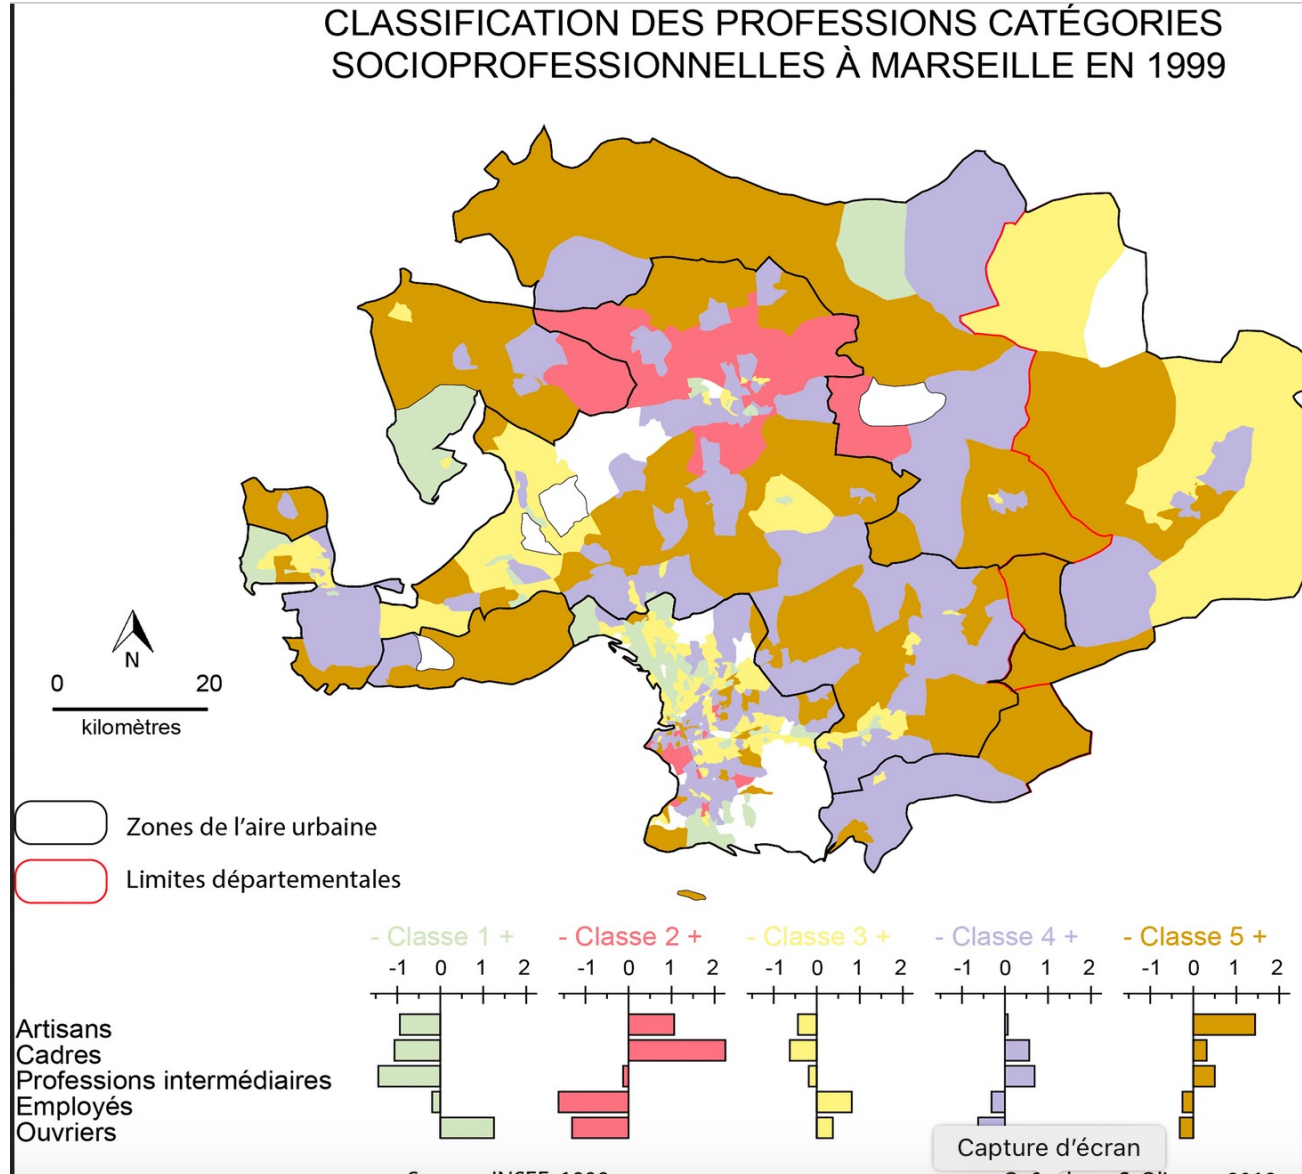 CLASSIFICATION DES PROFESSIONS CATÉGORIES
SOCIOPROFESSIONNELLES À MARSEILLE EN 1999
N
0 20
kilomètres
Zones de l'aire urbaine
Limites départementales
- Classe 1 + - Classe 2 + - Classe 3 + - Classe 4 + - Classe 5 +
-1 0 1 2 -1 0 1 2 -1 0 1 2 -1 0 1 2 -1 0 1 2
Artisans
Cadres
Professions intermédiaires
Employés
Ouvriers
Capture d'écran